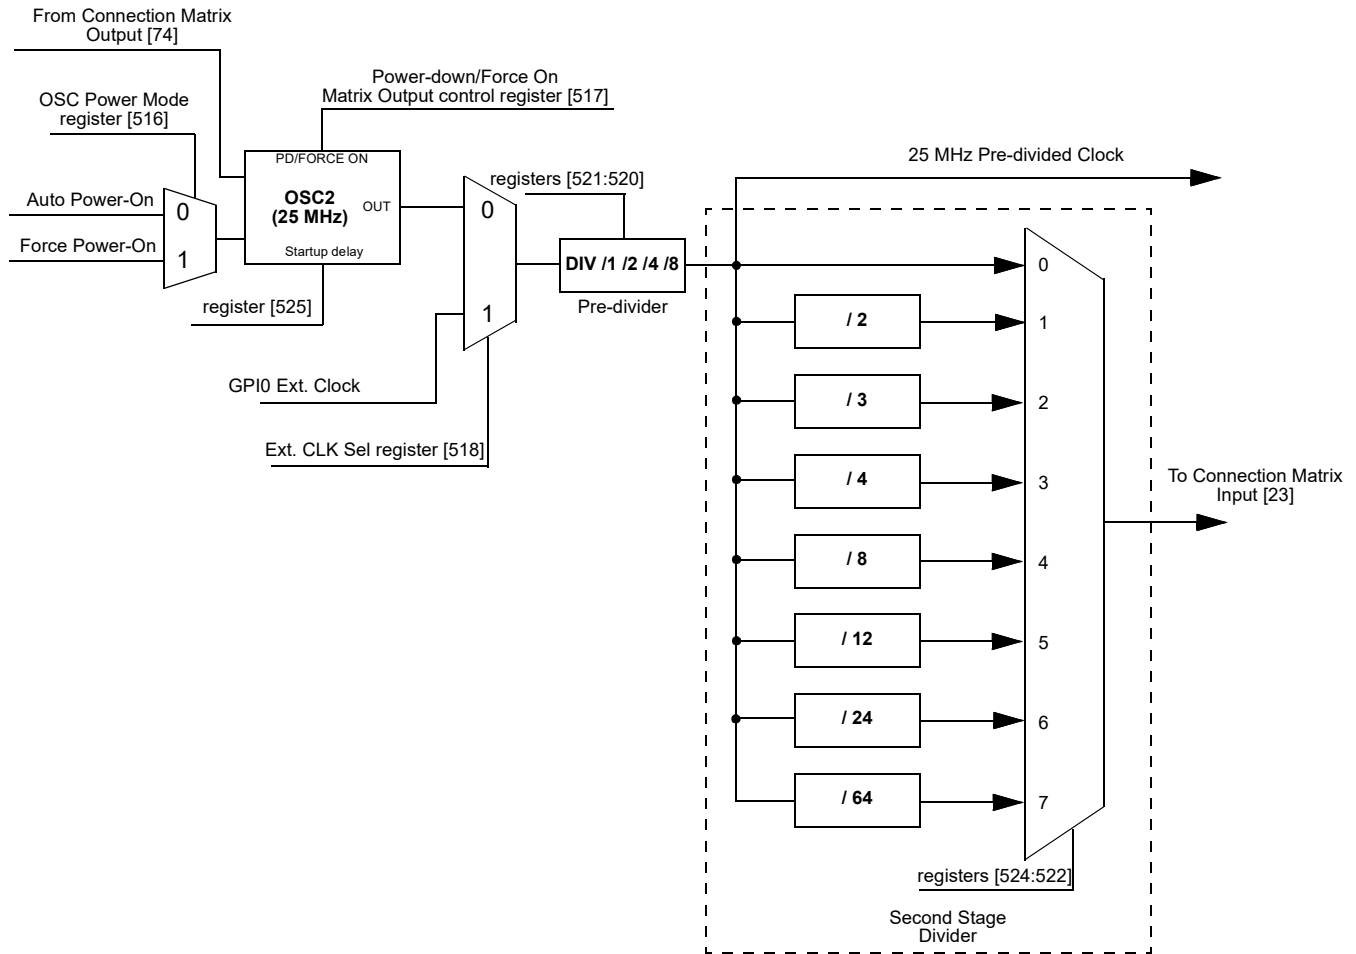 From Connection Matrix
Output [74]
Power-down/Force On
Matrix Output control register [517]
OSC Power Mode
register [516]
PD/FORCE ON
OSC2
(25 MHz)
OUT
Startup delay
Auto Power-On
Force Power-On
0
1
register [525]
0
1
GPI0 Ext. Clock
Ext. CLK Sel register [518]
registers [521:520]
DIV /1 /2 /4 /8
Pre-divider
25 MHz Pre-divided Clock
0
/ 2
1
/ 3
2
/ 4
3
/ 8
4
/ 12
5
/ 24
6
/ 64
7
To Connection Matrix
Input [23]
registers [524:522]
Second Stage
Divider